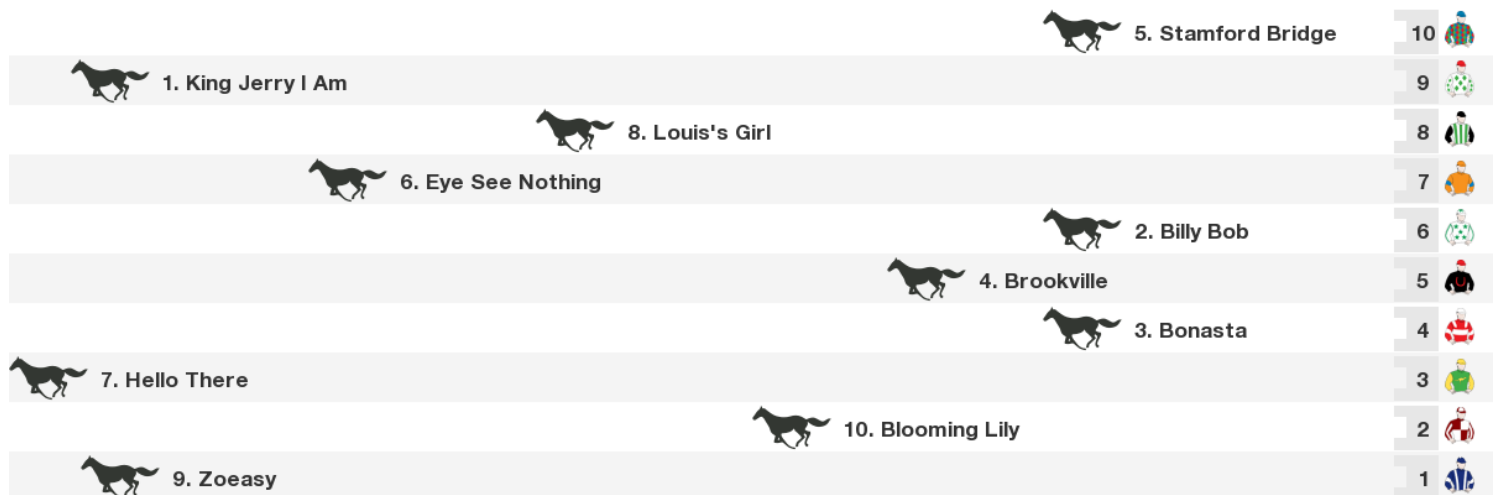 5. Stamford Bridge 10
1. King Jerry I Am 9
8. Louis's Girl 8
6. Eye See Nothing 7
2. Billy Bob 6
4. Brookville 5
3. Bonasta 4
7. Hello There 3
10. Blooming Lily 2
9. Zoeasy 1